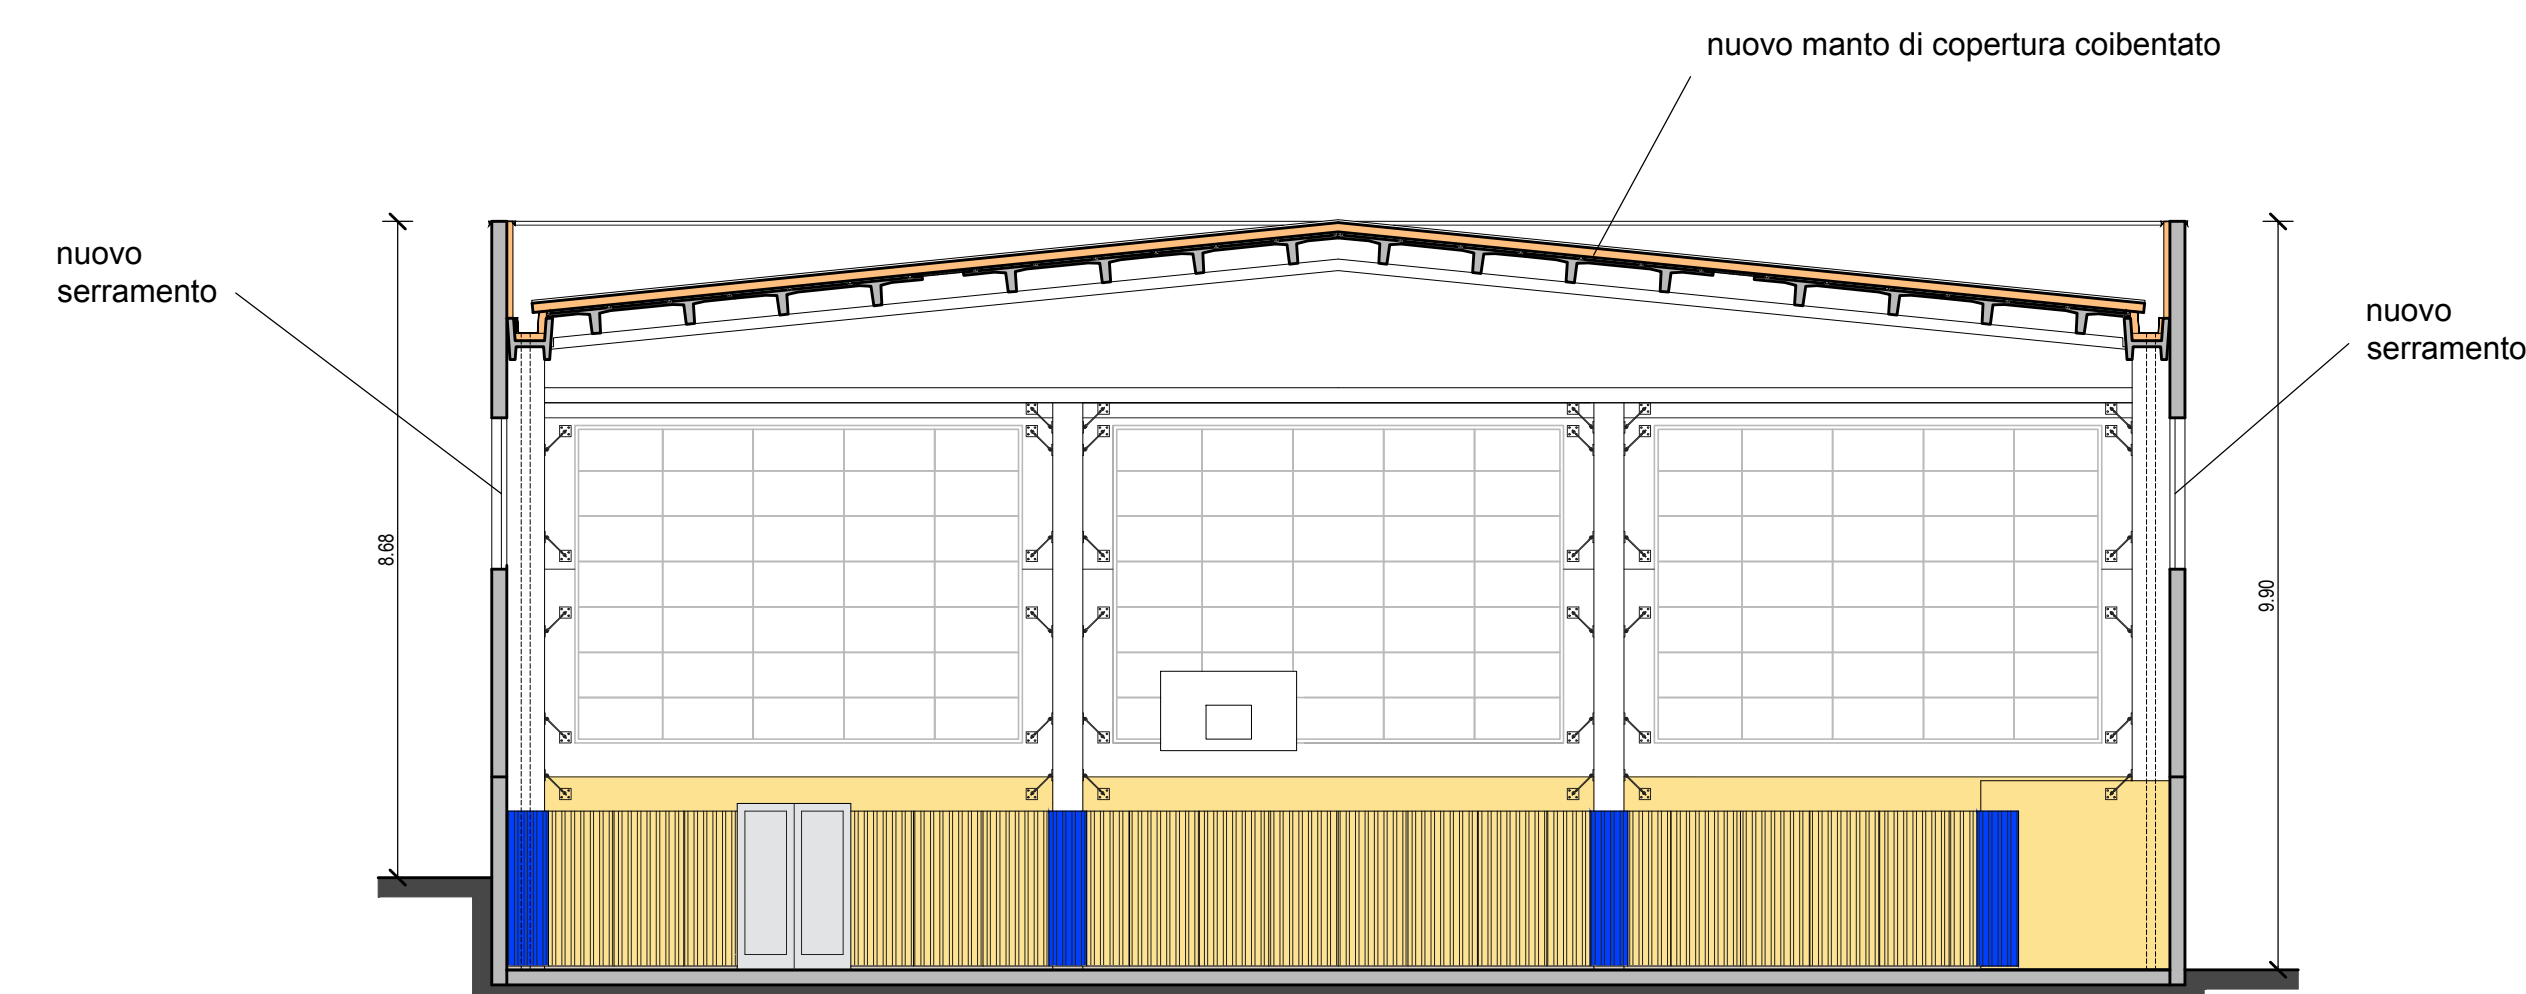 nuovo manto di copertura coibentato
nuovo
serramento
nuovo
serramento
8.68
9.90